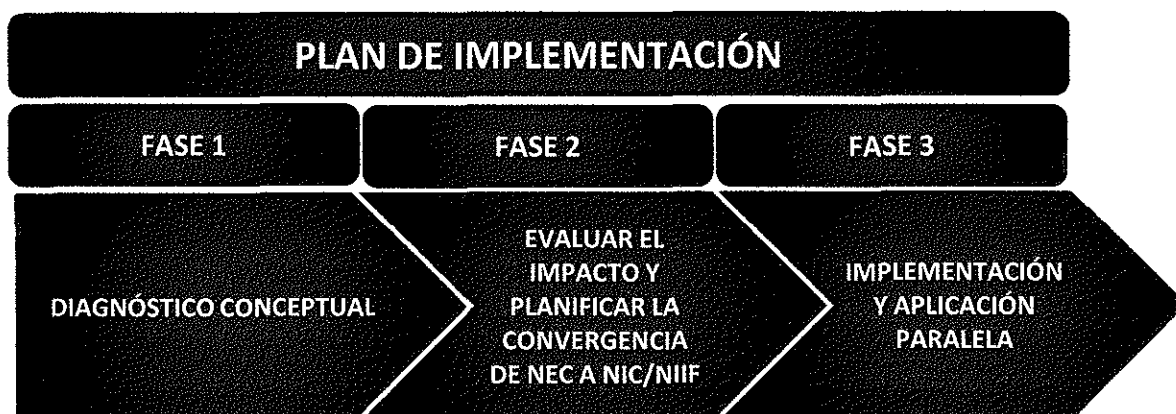 PLAN DE IMPLEMENTACIÓN
FASE 1
FASE 2
FASE 3
DIAGNÓSTICO CONCEPTUAL
EVALUAR EL
IMPACTO Y
PLANIFICAR LA
CONVERGENCIA
DE NEC A NIC/NIIF
IMPLEMENTACIÓN
Y APLICACIÓN
PARALELA